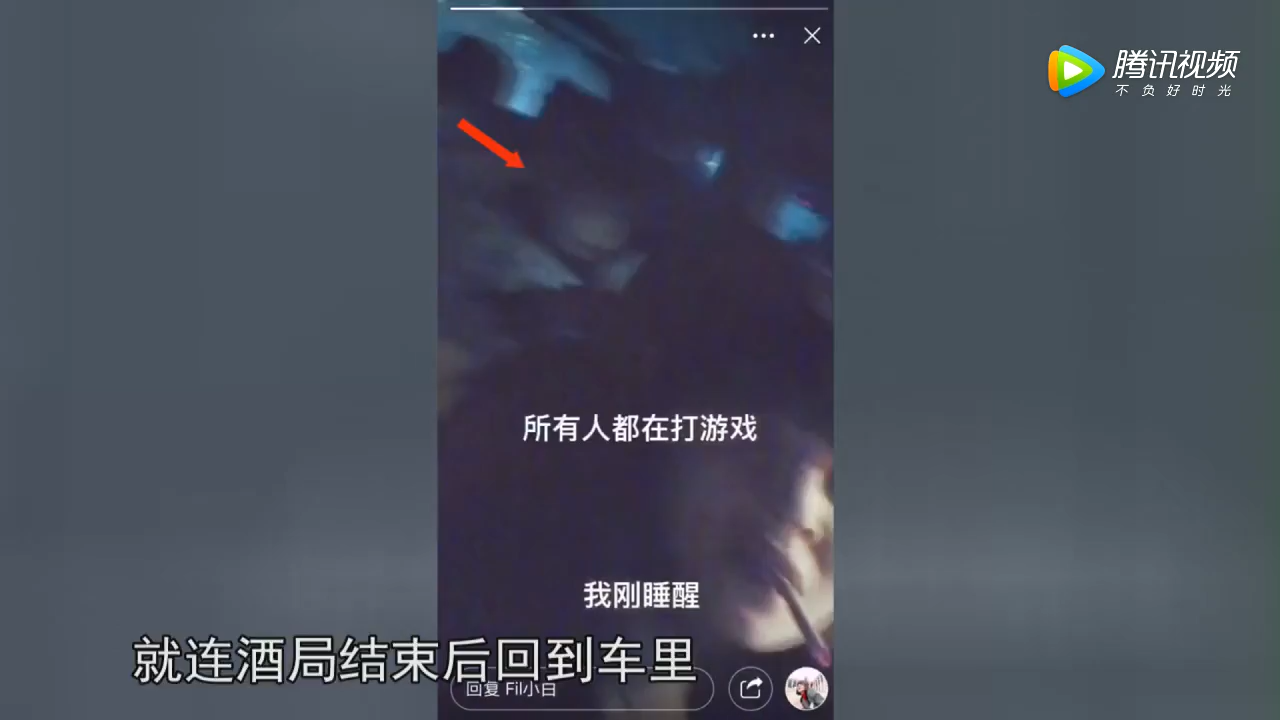 腾讯视频
不负好时光
所有人都在打游戏
我刚睡醒
就连酒局结束后回到车里
回复 Fil小白